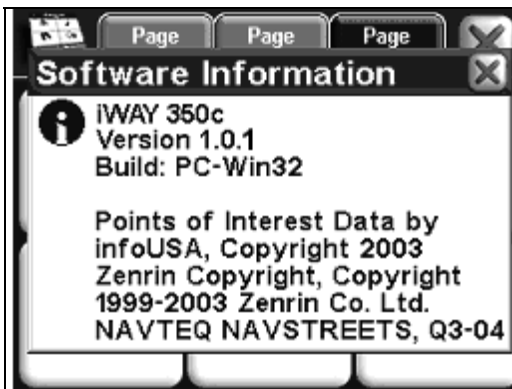 Page Page Page
Software Information
iWAY 350c
Version 1.0.1
Build: PC-Win32
Points of Interest Data by
infoUSA, Copyright 2003
Zenrin Copyright, Copyright
1999-2003 Zenrin Co. Ltd.
NAVTEQ NAVSTREETS, Q3-04